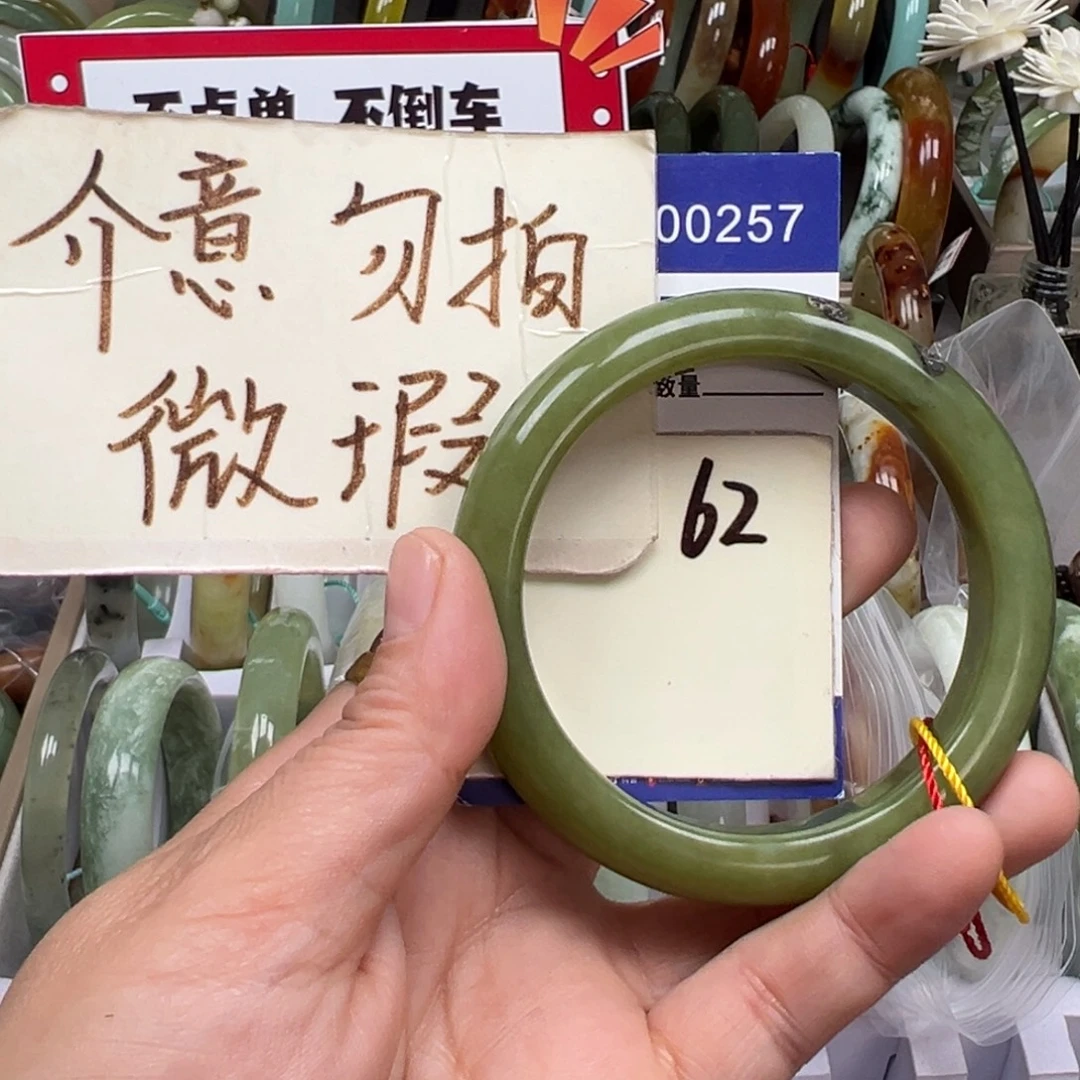 不点单 不倒车
介意 勿拍
微瑕
00257
数量
62